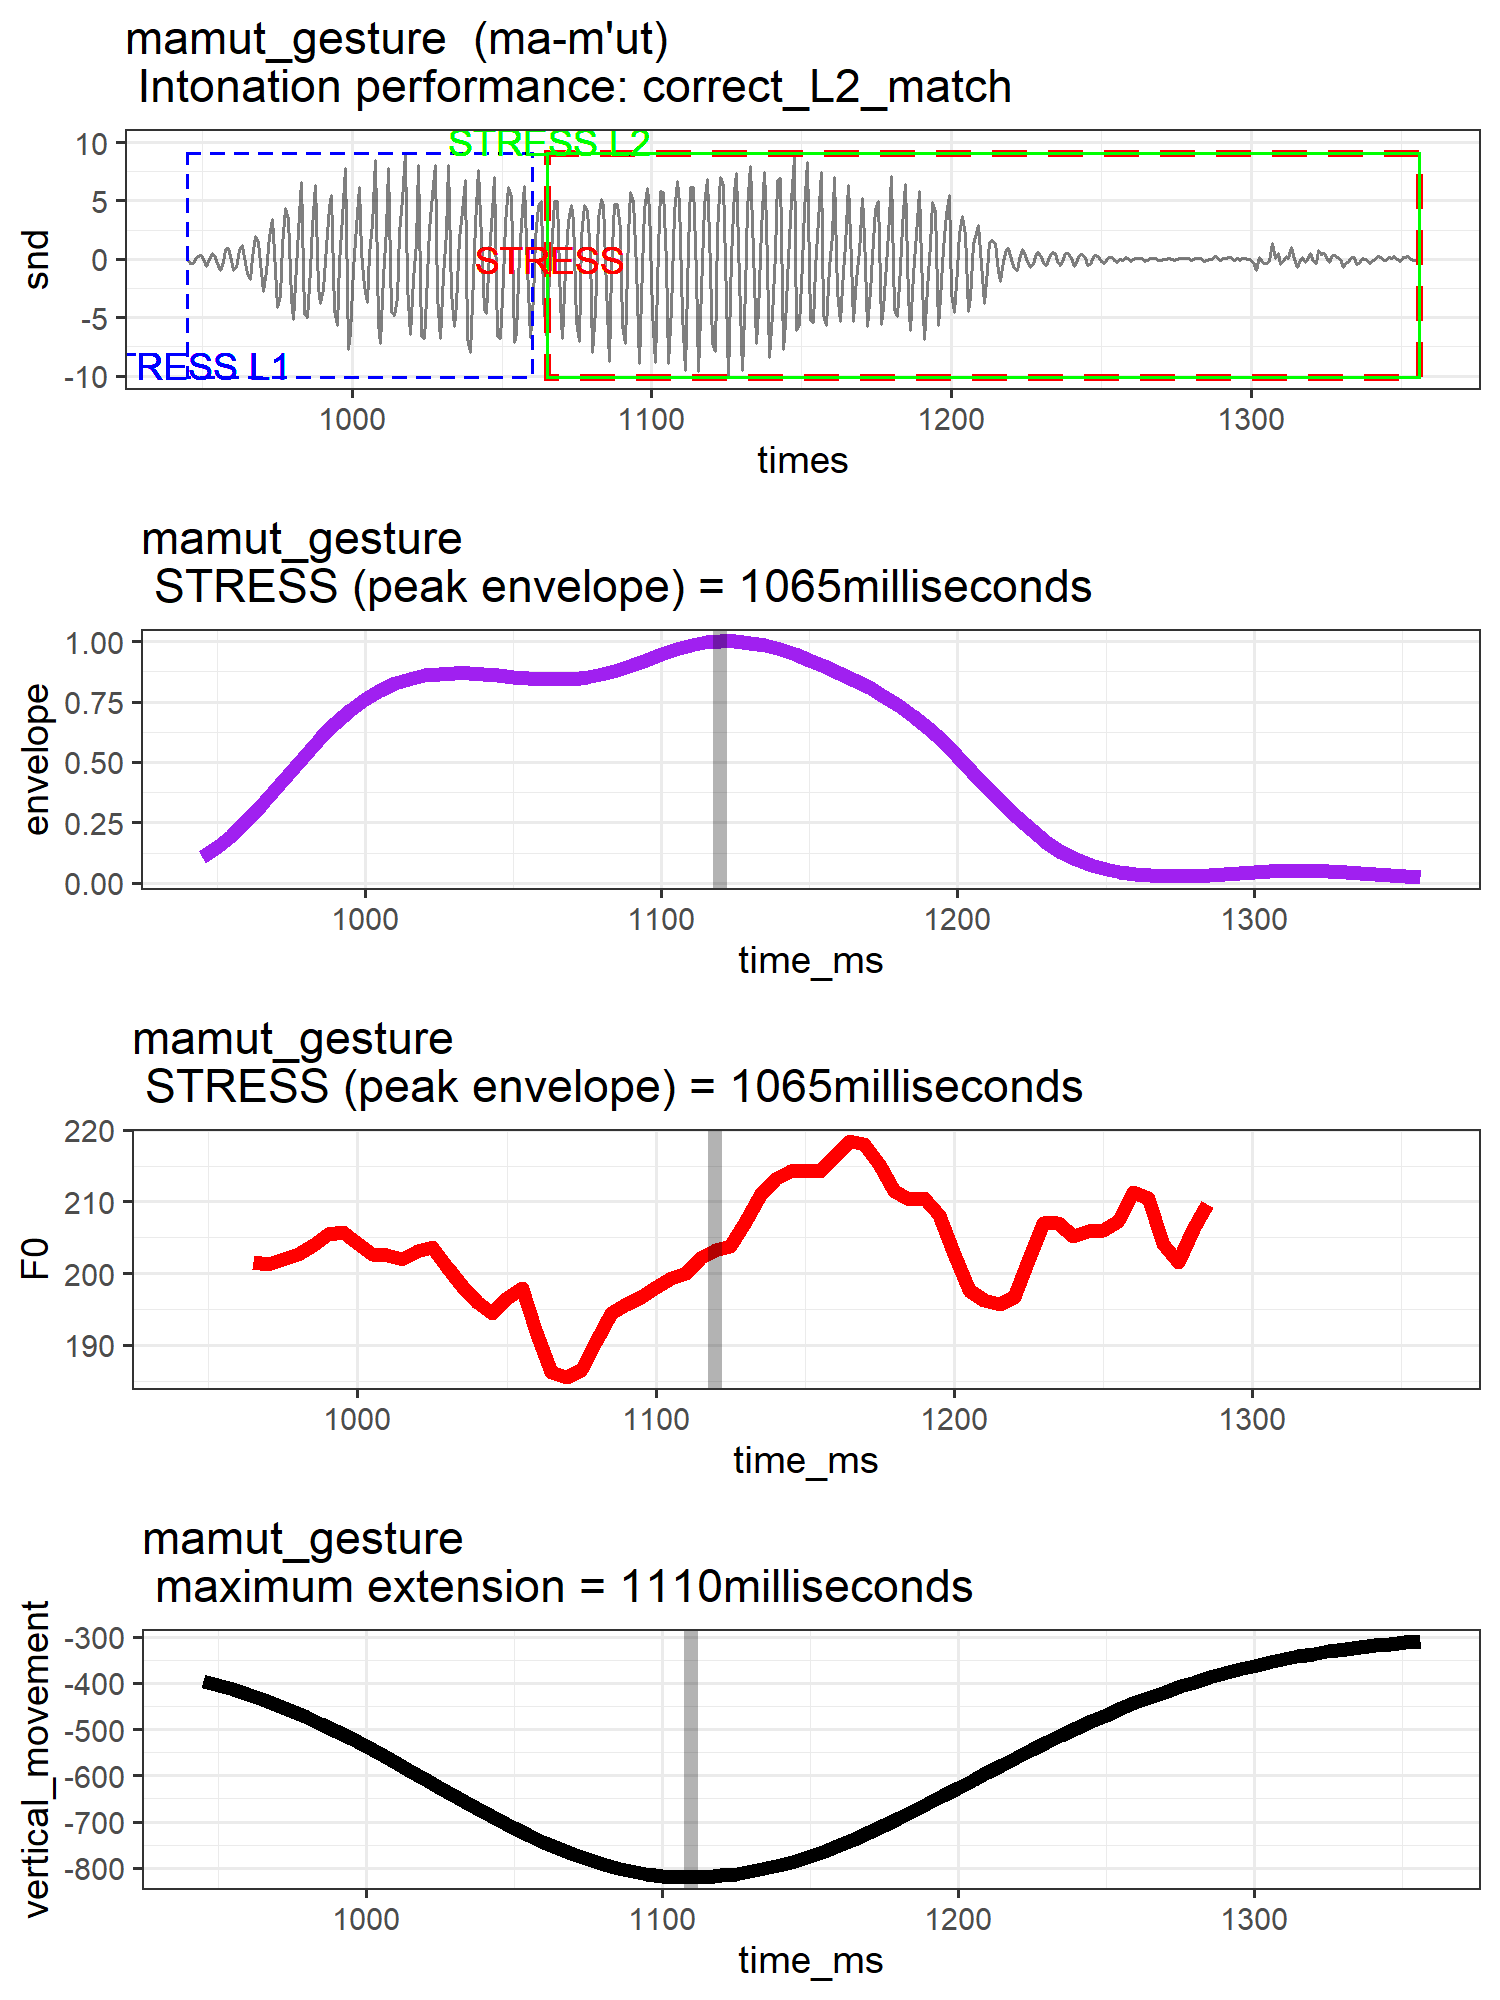 mamut_gesture  (ma-m'ut)
Intonation performance: correct_L2_match
10
5
0
-5
-10
snd
STRESS L2
STRESS
TRESS L1
1000 1100 1200 1300
times
mamut_gesture
STRESS (peak envelope) = 1065milliseconds
1.00
0.75
0.50
0.25
0.00
envelope
1000 1100 1200 1300
time_ms
mamut_gesture
STRESS (peak envelope) = 1065milliseconds
220
210
200
190
F0
1000 1100 1200 1300
time_ms
mamut_gesture
maximum extension = 1110milliseconds
-300
-400
-500
-600
-700
-800
vertical_movement
1000 1100 1200 1300
time_ms